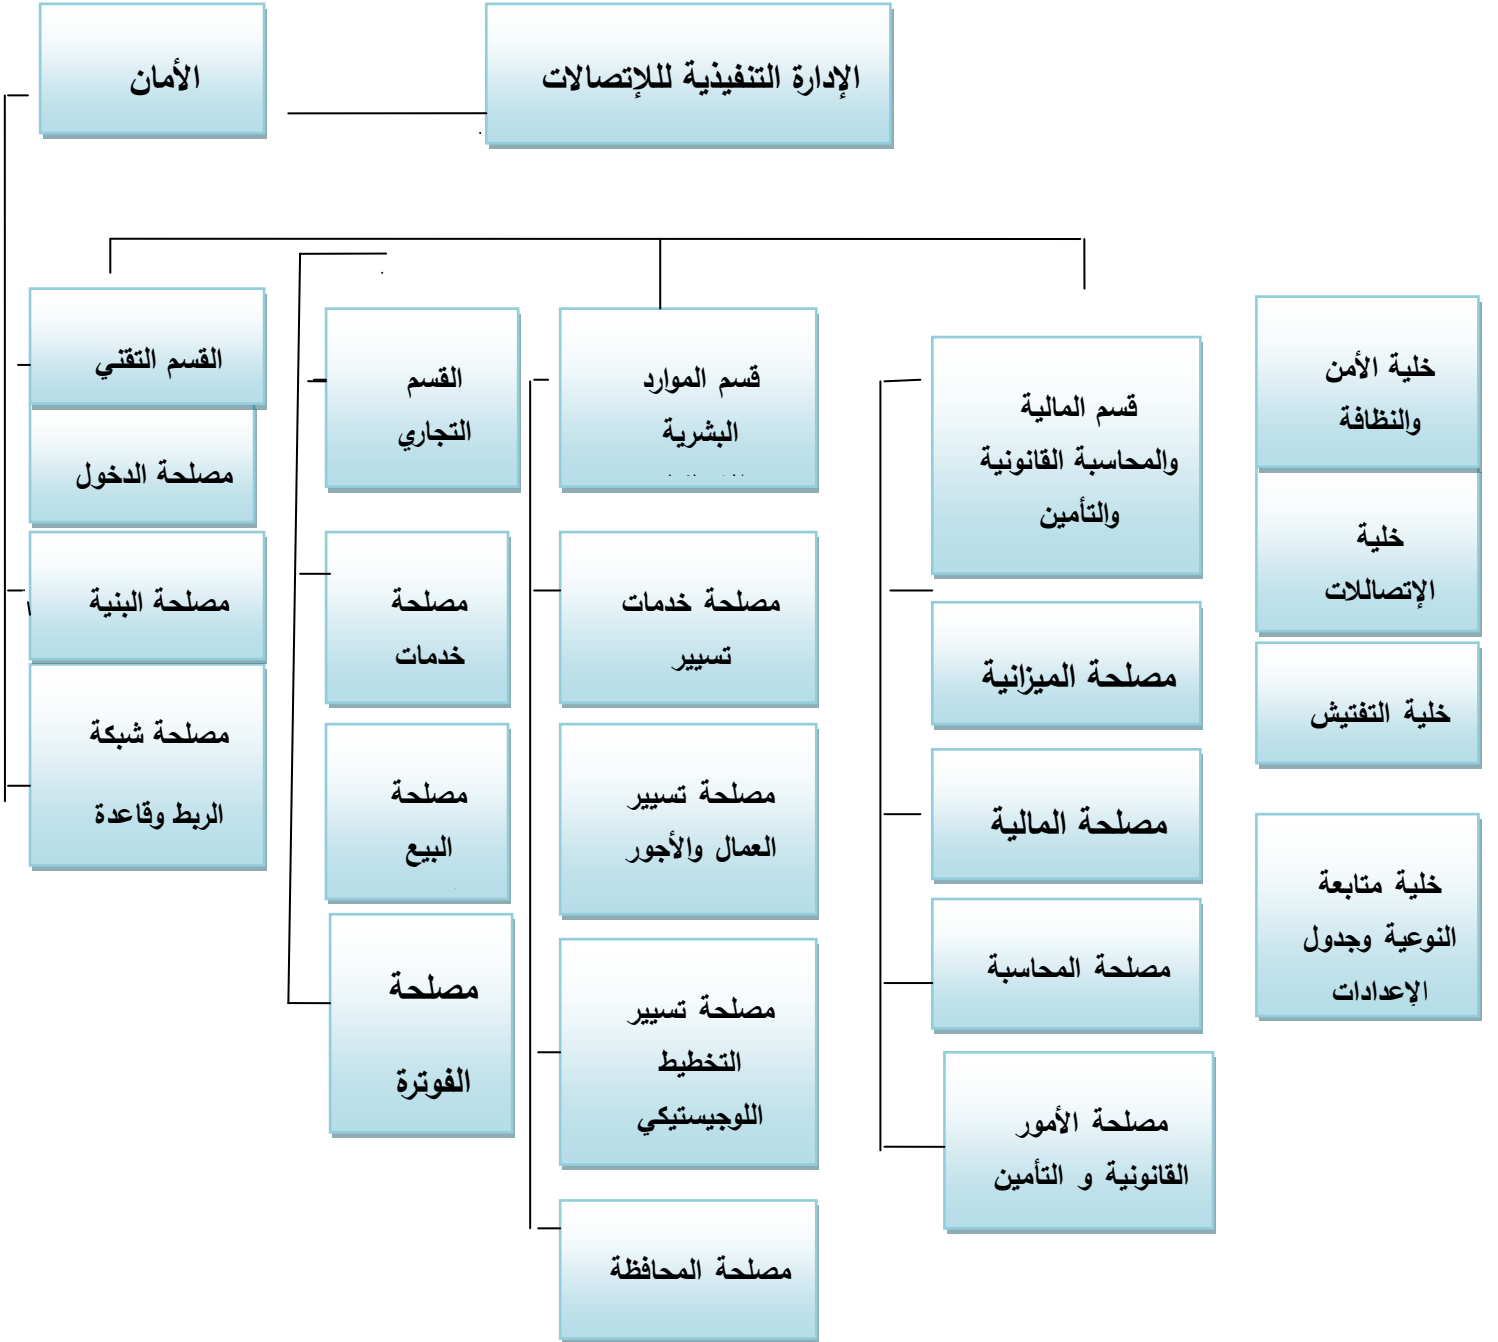 الإدارة التنفيذية لللإتصالات
الأمان
خلية الأمن
والنظافة
خلية
الإتصاللات
خلية التفتيش
خلية متابعة
النوعية وجدول
الإعدادات
قسم المالية
والمحاسبة القانونية
والتأمين
مصلحة الميزانية
مصلحة المالية
مصلحة المحاسبة
مصلحة الأمور
القانونية و التأمين
قسم الموارد
البشرية
مصلحة خدمات
تسيير
مصلحة تسيير
العمال والأجور
مصلحة تسيير
التخطيط
اللوجيستيكي
مصلحة المحافظة
القسم
التجاري
مصلحة
خدمات
مصلحة
البيع
مصلحة
الفوترة
القسم التقني
مصلحة الدخول
مصلحة البنية
مصلحة شبكة
الربط وقاعدة